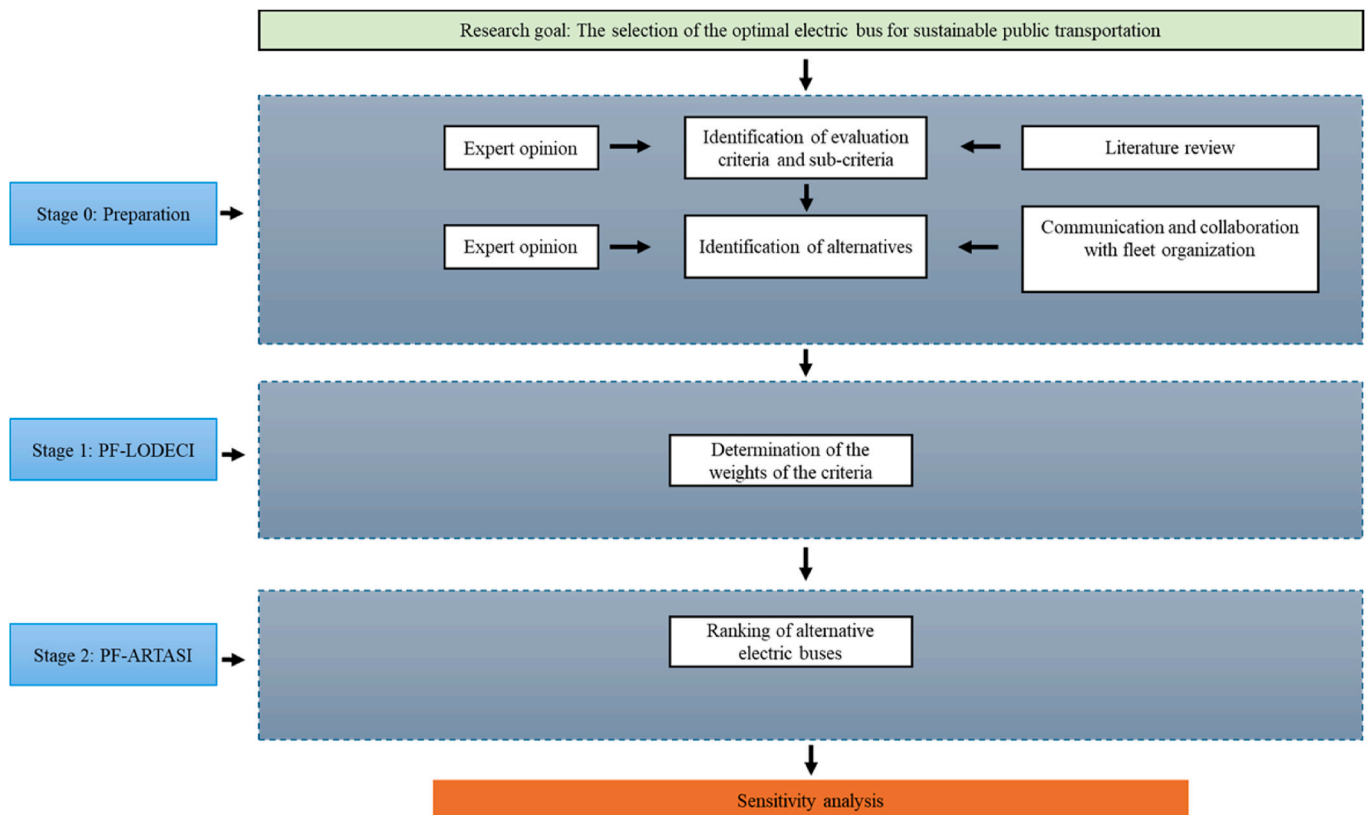 Research goal: The selection of the optimal electric bus for sustainable public transportation
Expert opinion
Identification of evaluation
criteria and sub-criteria
Literature review
Stage 0: Preparation
Expert opinion
Identification of alternatives
Communication and collaboration
with fleet organization
Stage 1: PF-LODECI
Determination of the
weights of the criteria
Stage 2: PF-ARTASI
Ranking of alternative
electric buses
Sensitivity analysis